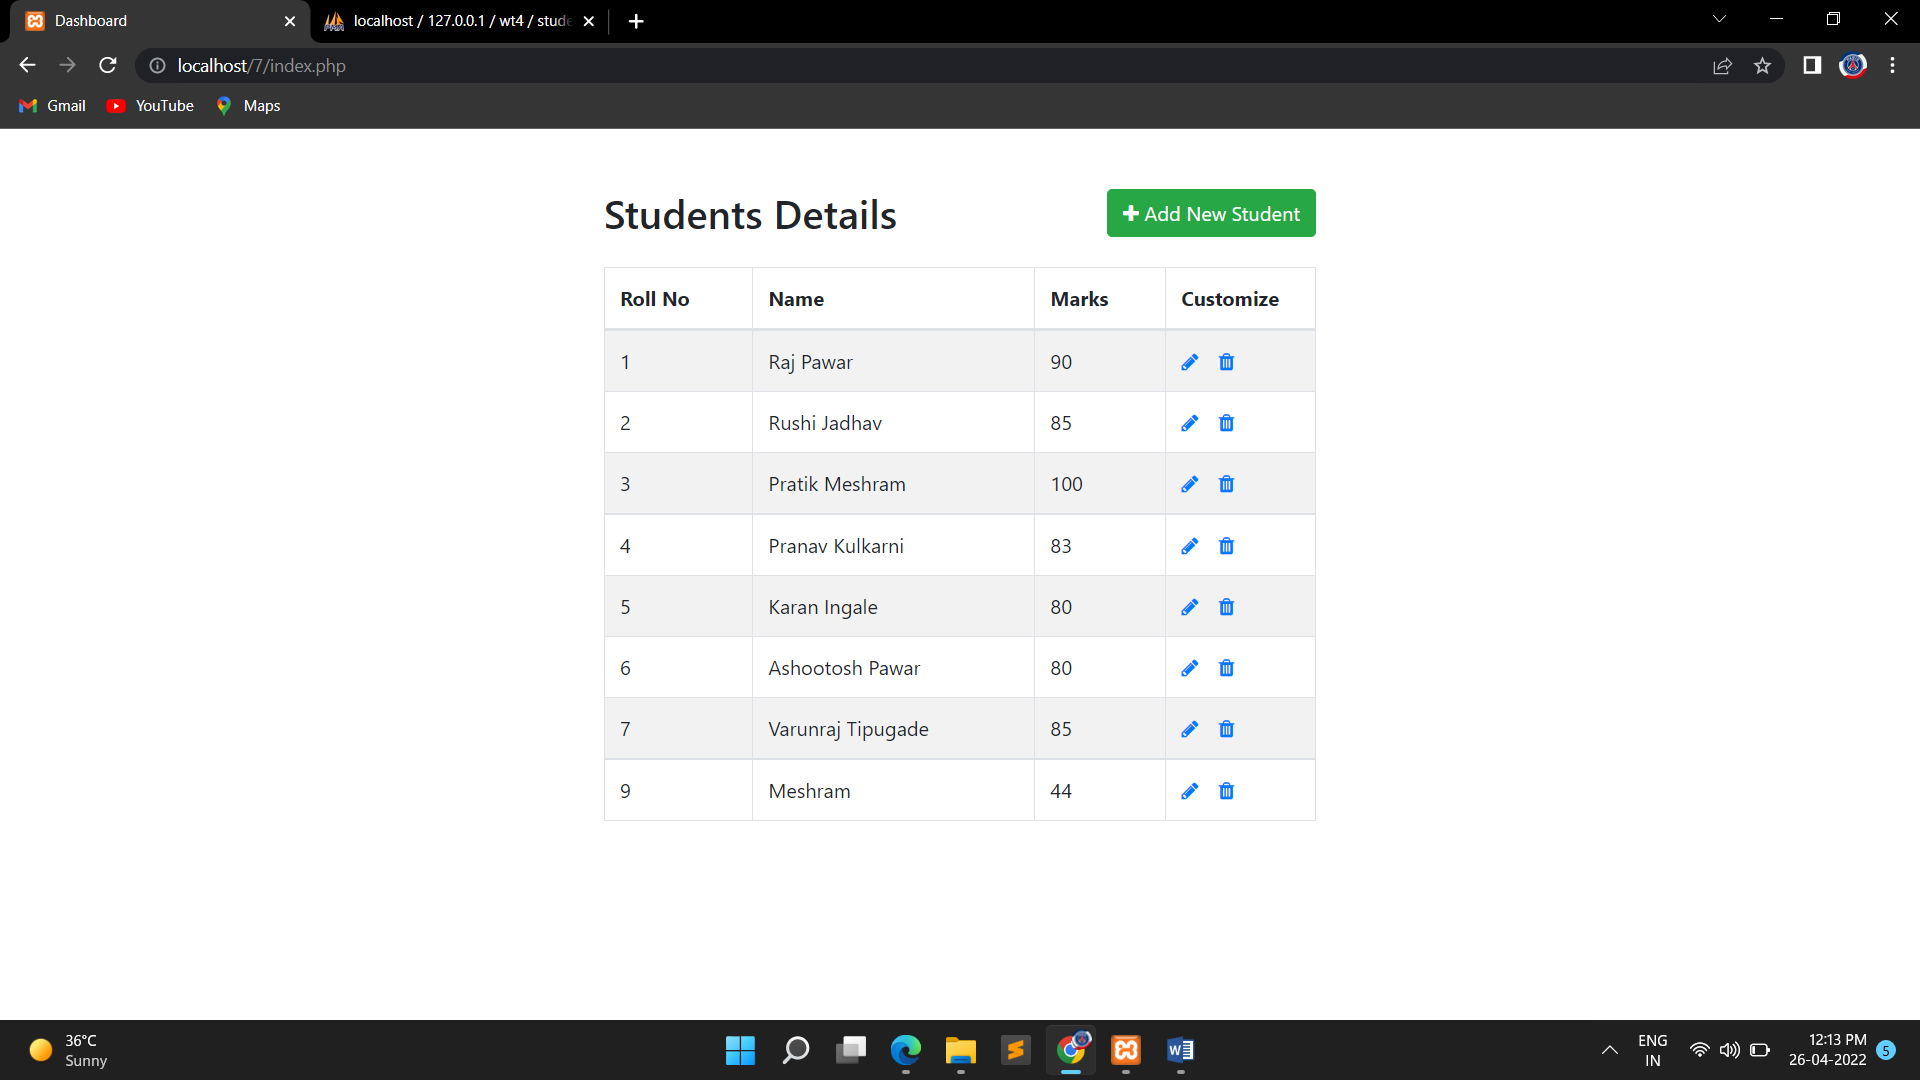 Dashboard
localhost / 127.0.0.1 / wt4 / stude
localhost/7/index.php
Gmail YouTube Maps
Students Details
Add New Student
Roll No Name Marks Customize
1 Raj Pawar 90
2 Rushi Jadhav 85
3 Pratik Meshram 100
4 Pranav Kulkarni 83
5 Karan Ingale 80
6 Ashootosh Pawar 80
7 Varunraj Tipugade 85
9 Meshram 44
36°C
Sunny
ENG
IN
12:13 PM
26-04-2022
5